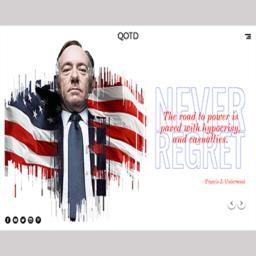 QOTD
NEVER
The road to power is
paved with hypocrisy,
and casualties.
REGRET
-Francis J. Underwood